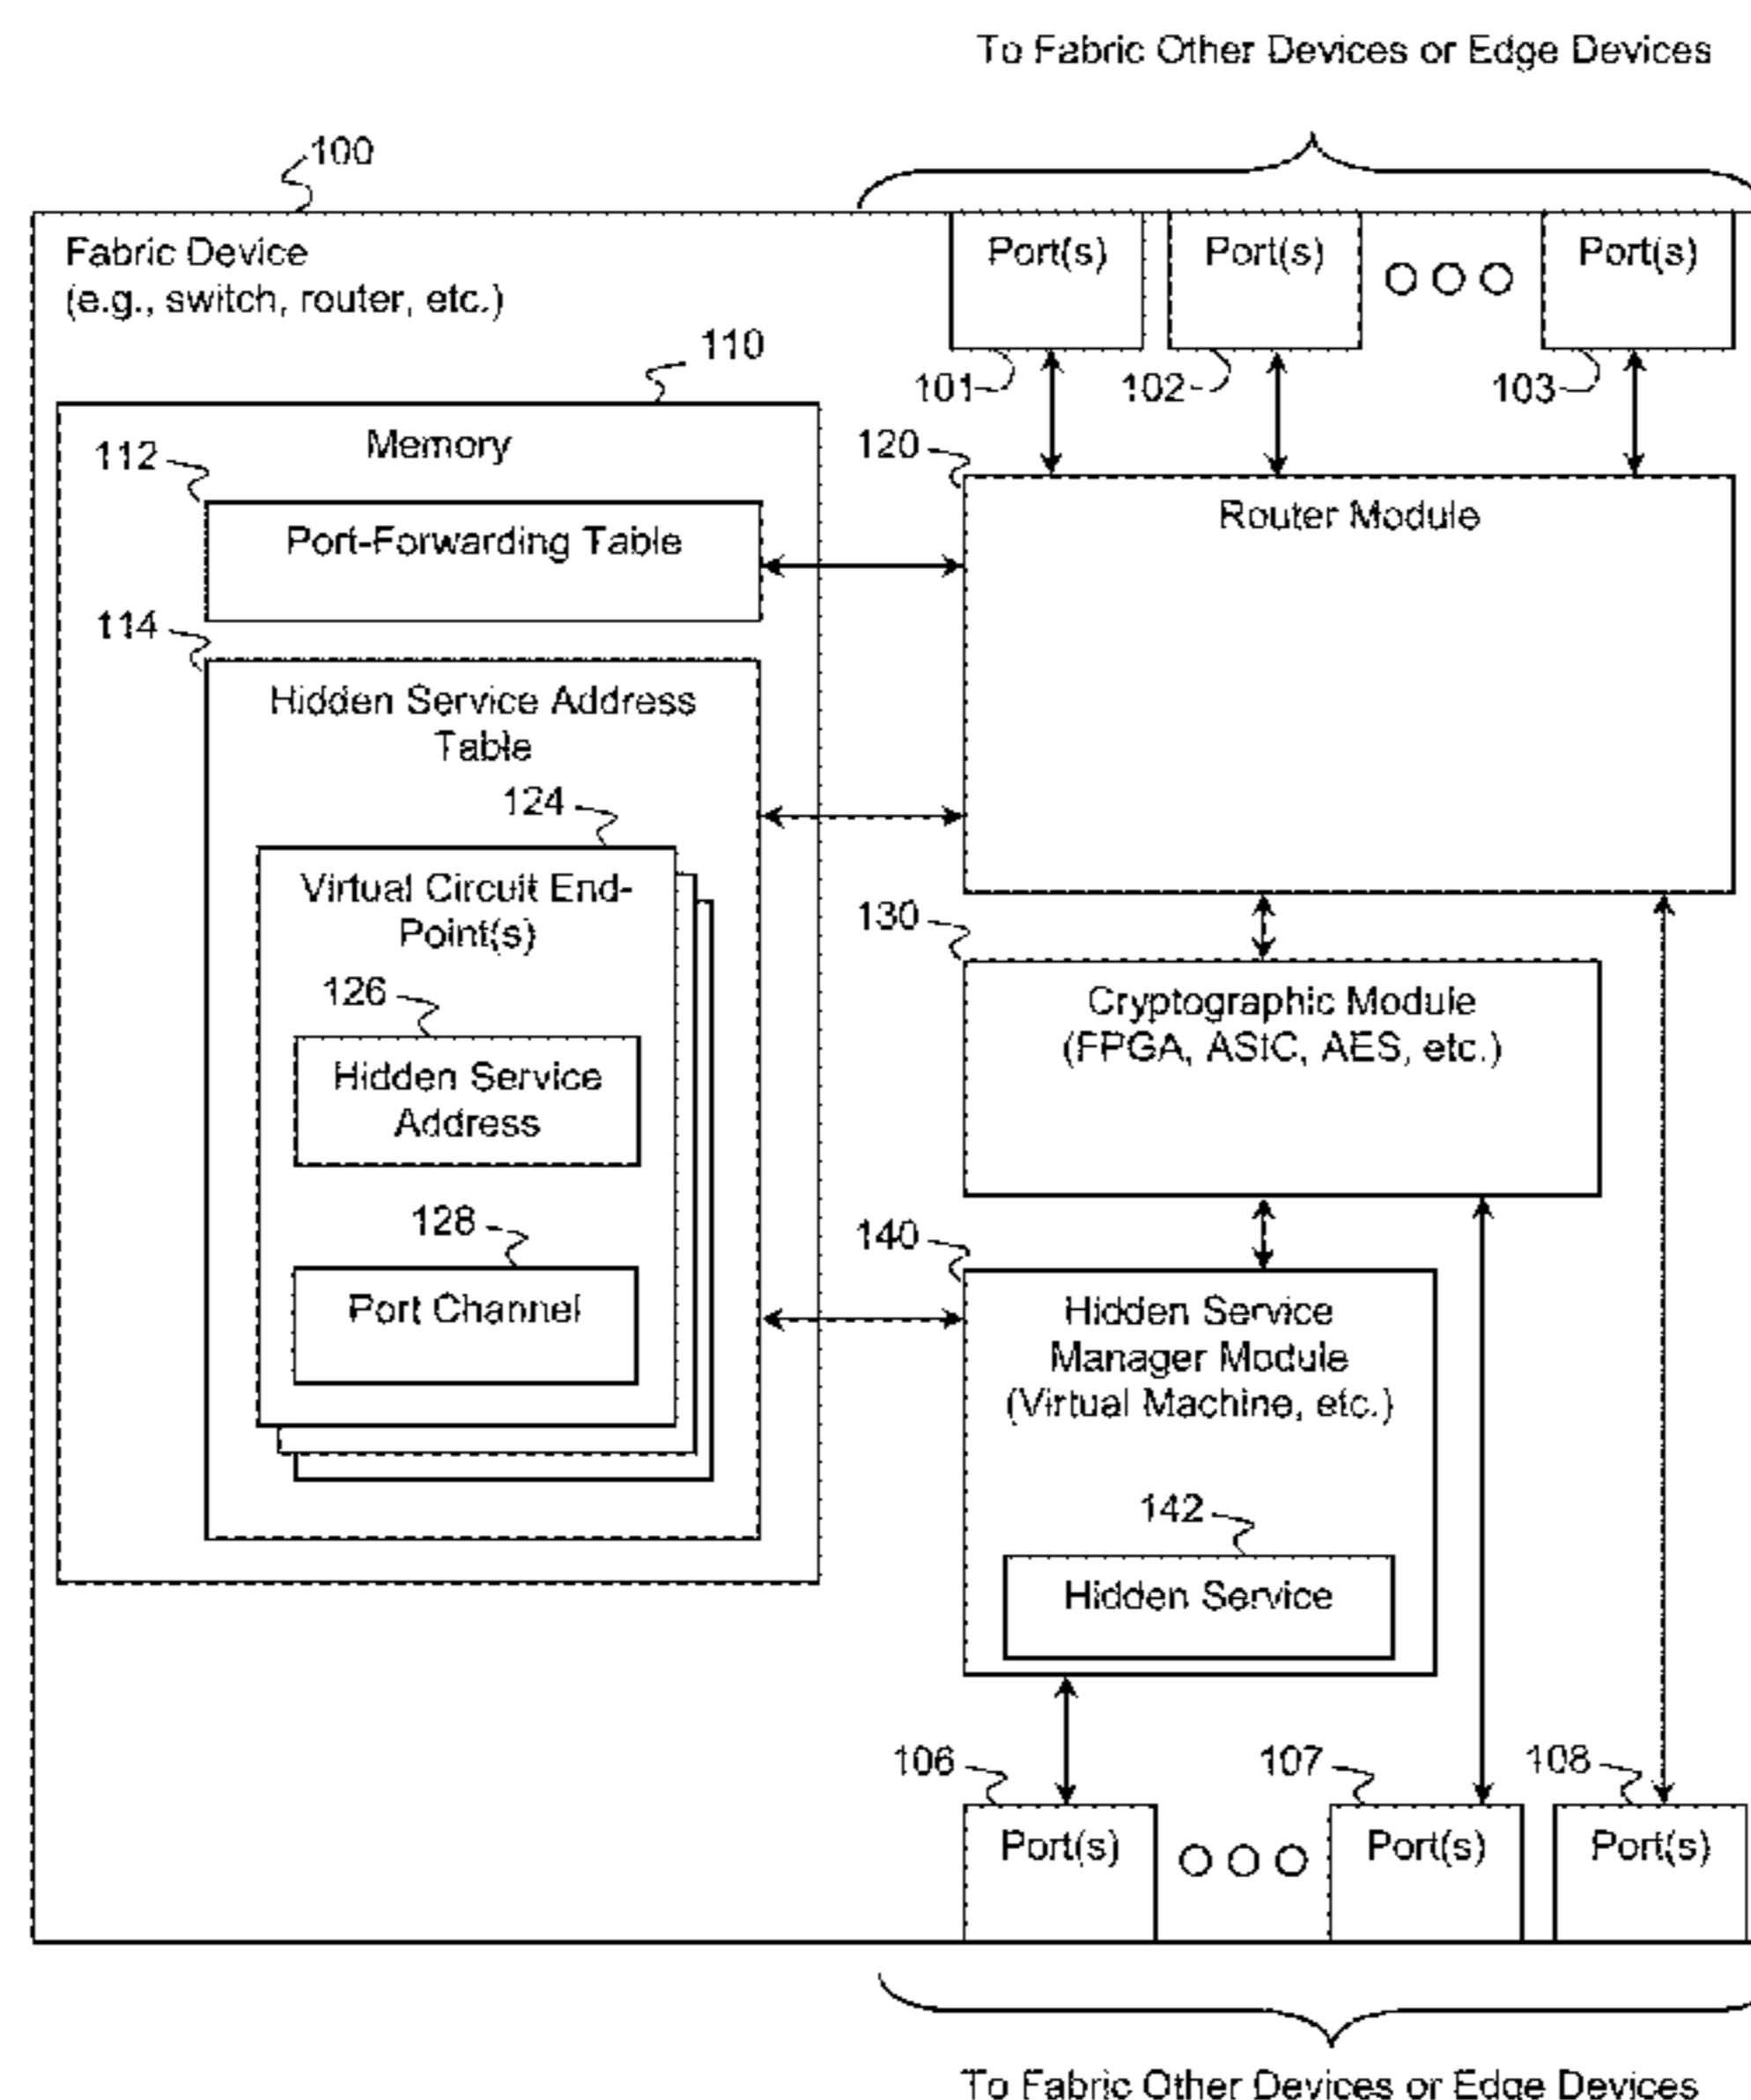 To Fabric Other Devices or Edge Devices
100
Fabric Device
(e.g., switch, router, etc.)
Port(s)
Port(s)
Port(s)
101
102
103
110
Memory
112
Port-Forwarding Table
120
Router Module
114
Hidden Service Address
Table
124
Virtual Circuit End-
Point(s)
126
Hidden Service
Address
128
Port Channel
130
Cryptographic Module
(FPGA, ASIC, AES, etc.)
140
Hidden Service
Manager Module
(Virtual Machine, etc.)
142
Hidden Service
106
107
108
Port(s)
Port(s)
Port(s)
To Fabric Other Devices or Edge Devices